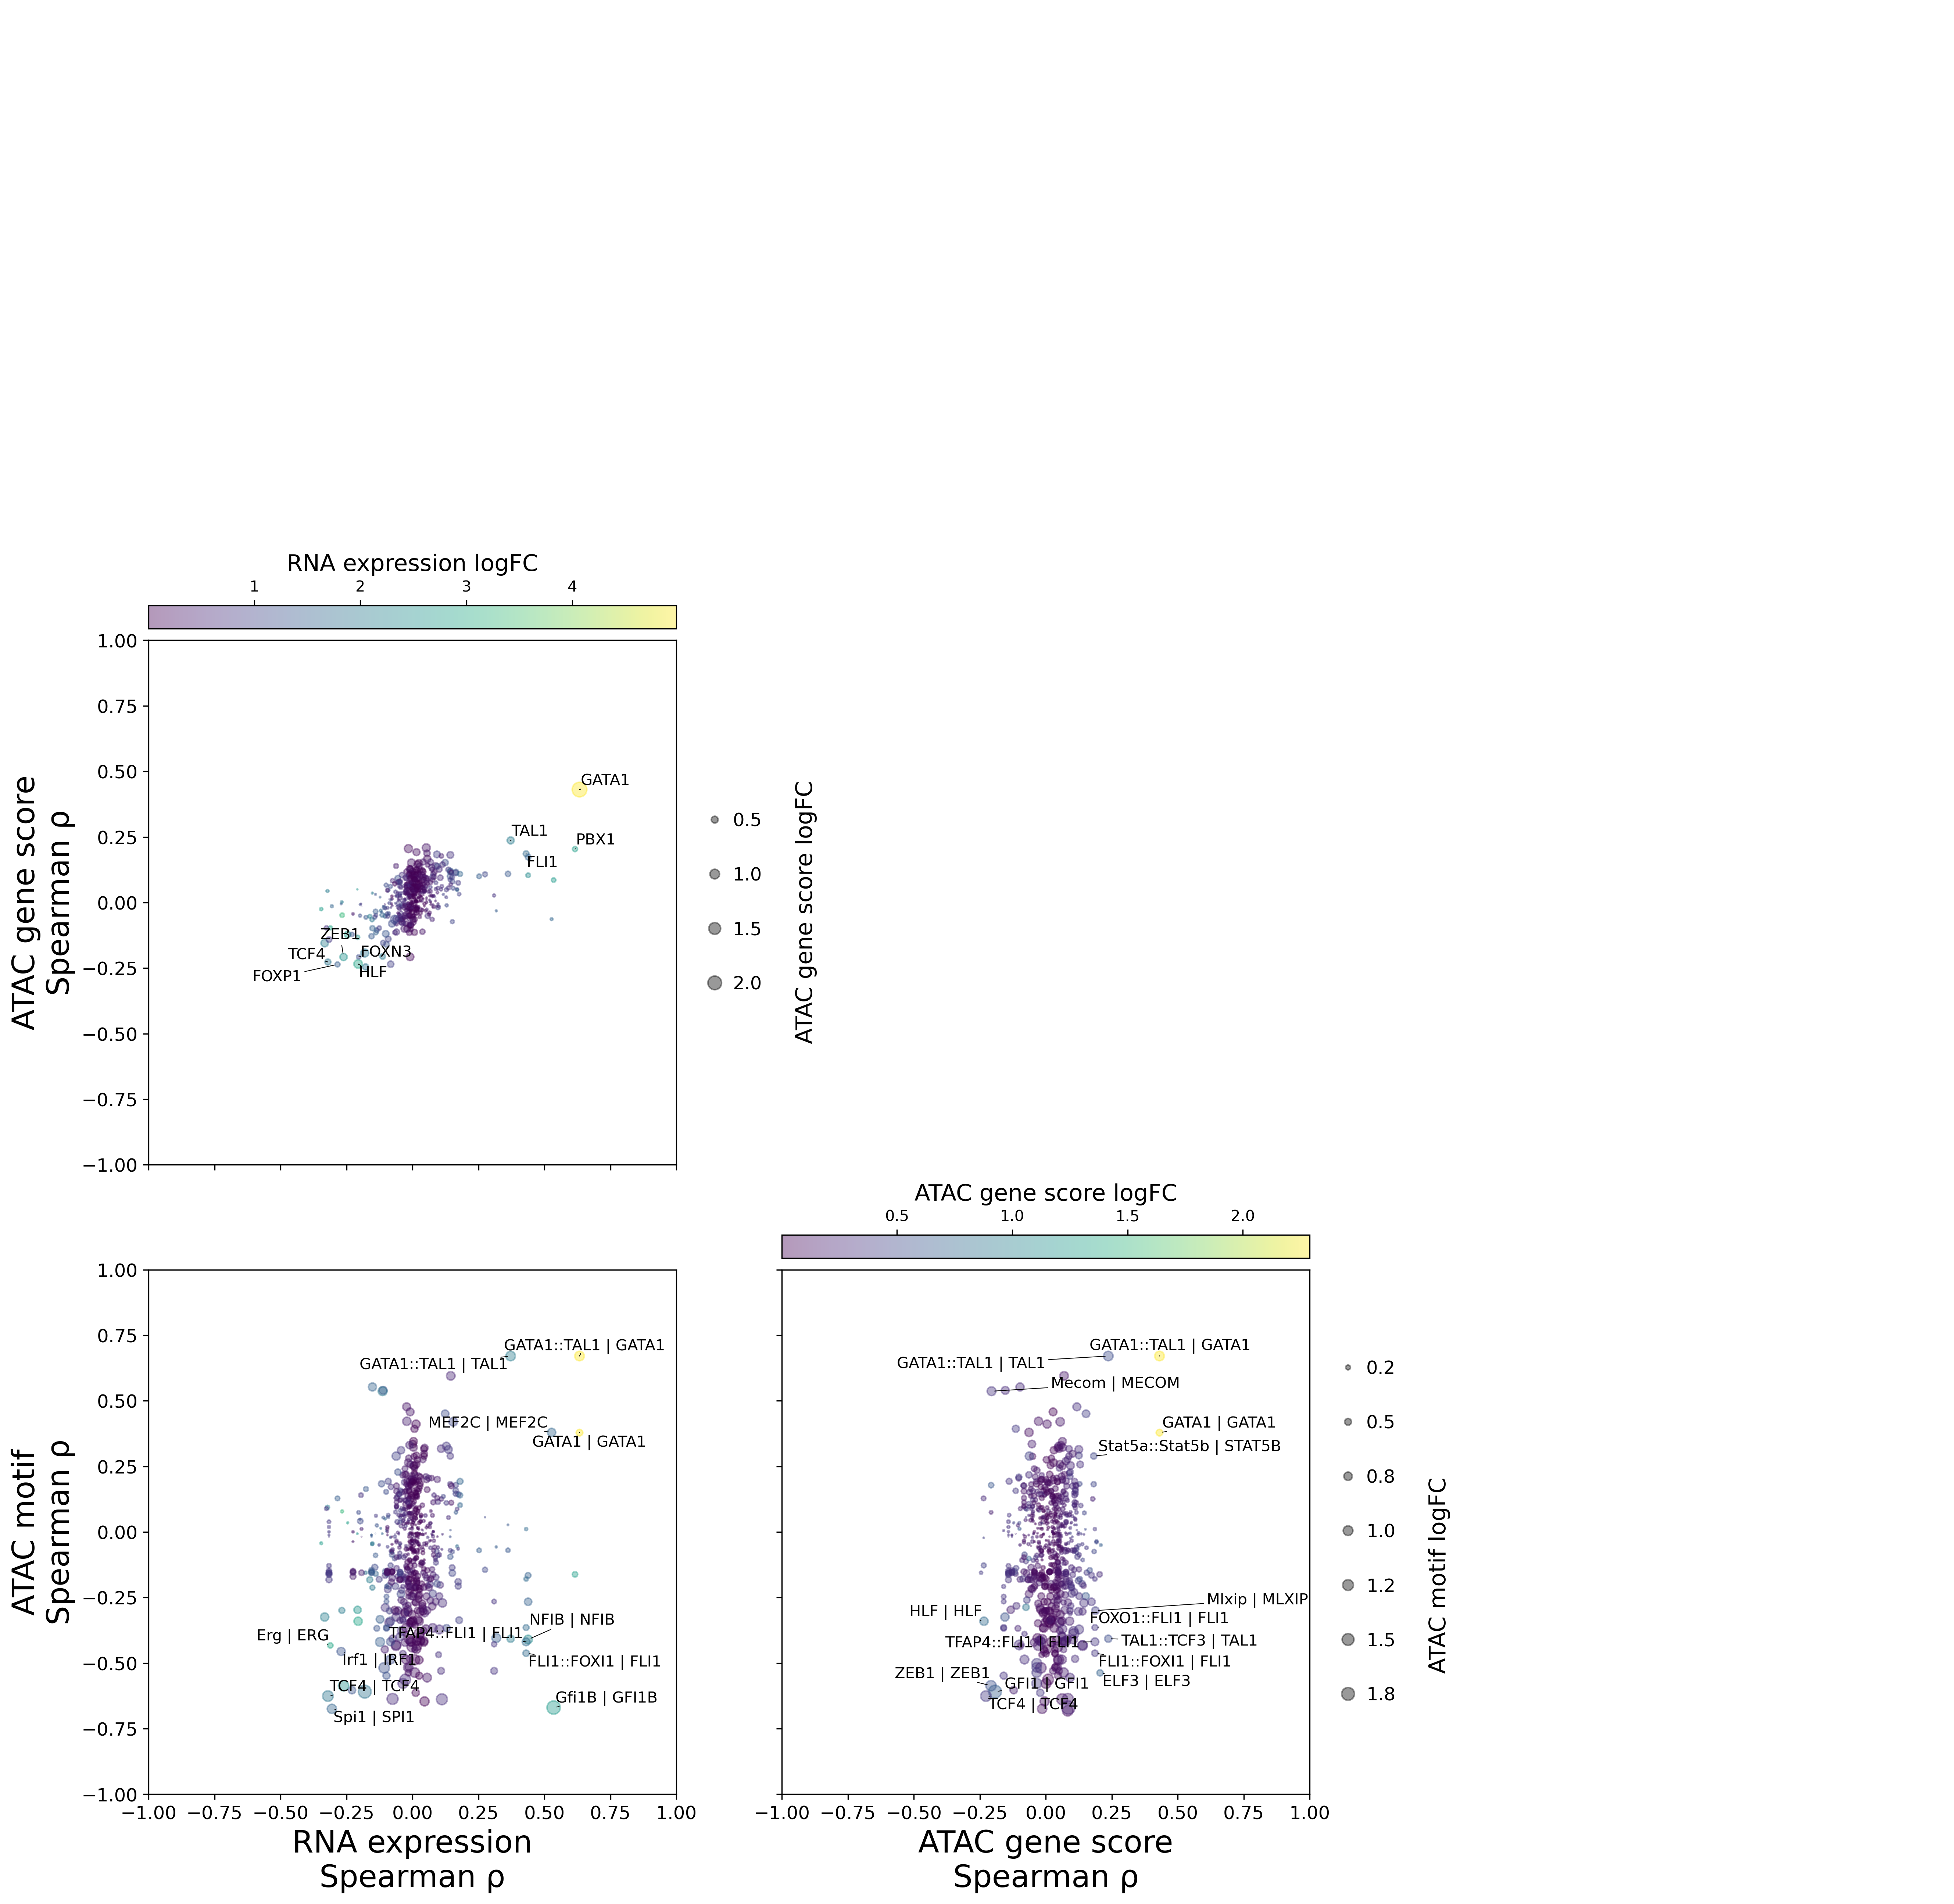 RNA expression logFC
1 2 3 4
ATAC gene score
Spearman ρ
1.00
0.75
0.50
0.25
0.00
−0.25
−0.50
−0.75
−1.00
GATA1
TAL1
PBX1
FLI1
ZEB1
TCF4
FOXN3
FOXP1
HLF
0.5
1.0
1.5
2.0
ATAC gene score logFC
ATAC motif
Spearman ρ
1.00
0.75
0.50
0.25
0.00
−0.25
−0.50
−0.75
−1.00
GATA1::TAL1 | GATA1
GATA1::TAL1 | TAL1
MEF2C | MEF2C
GATA1 | GATA1
NFIB | NFIB
TFAP4::FLI1 | FLI1
Erg | ERG
Irf1 | IRF1
FLI1::FOXI1 | FLI1
TCF4 | TCF4
Gfi1B | GFI1B
Spi1 | SPI1
−1.00 −0.75 −0.50 −0.25 0.00 0.25 0.50 0.75 1.00
RNA expression
Spearman ρ
ATAC gene score logFC
0.5 1.0 1.5 2.0
GATA1::TAL1 | GATA1
GATA1::TAL1 | TAL1
Mecom | MECOM
GATA1 | GATA1
Stat5a::Stat5b | STAT5B
Mlxip | MLXIP
HLF | HLF
FOXO1::FLI1 | FLI1
TFAP4::FLI1 | FLI1
TAL1::TCF3 | TAL1
FLI1::FOXI1 | FLI1
ZEB1 | ZEB1
ELF3 | ELF3
GFI1 | GFI1
TCF4 | TCF4
−1.00 −0.75 −0.50 −0.25 0.00 0.25 0.50 0.75 1.00
ATAC gene score
Spearman ρ
0.2
0.5
0.8
1.0
1.2
1.5
1.8
ATAC motif logFC